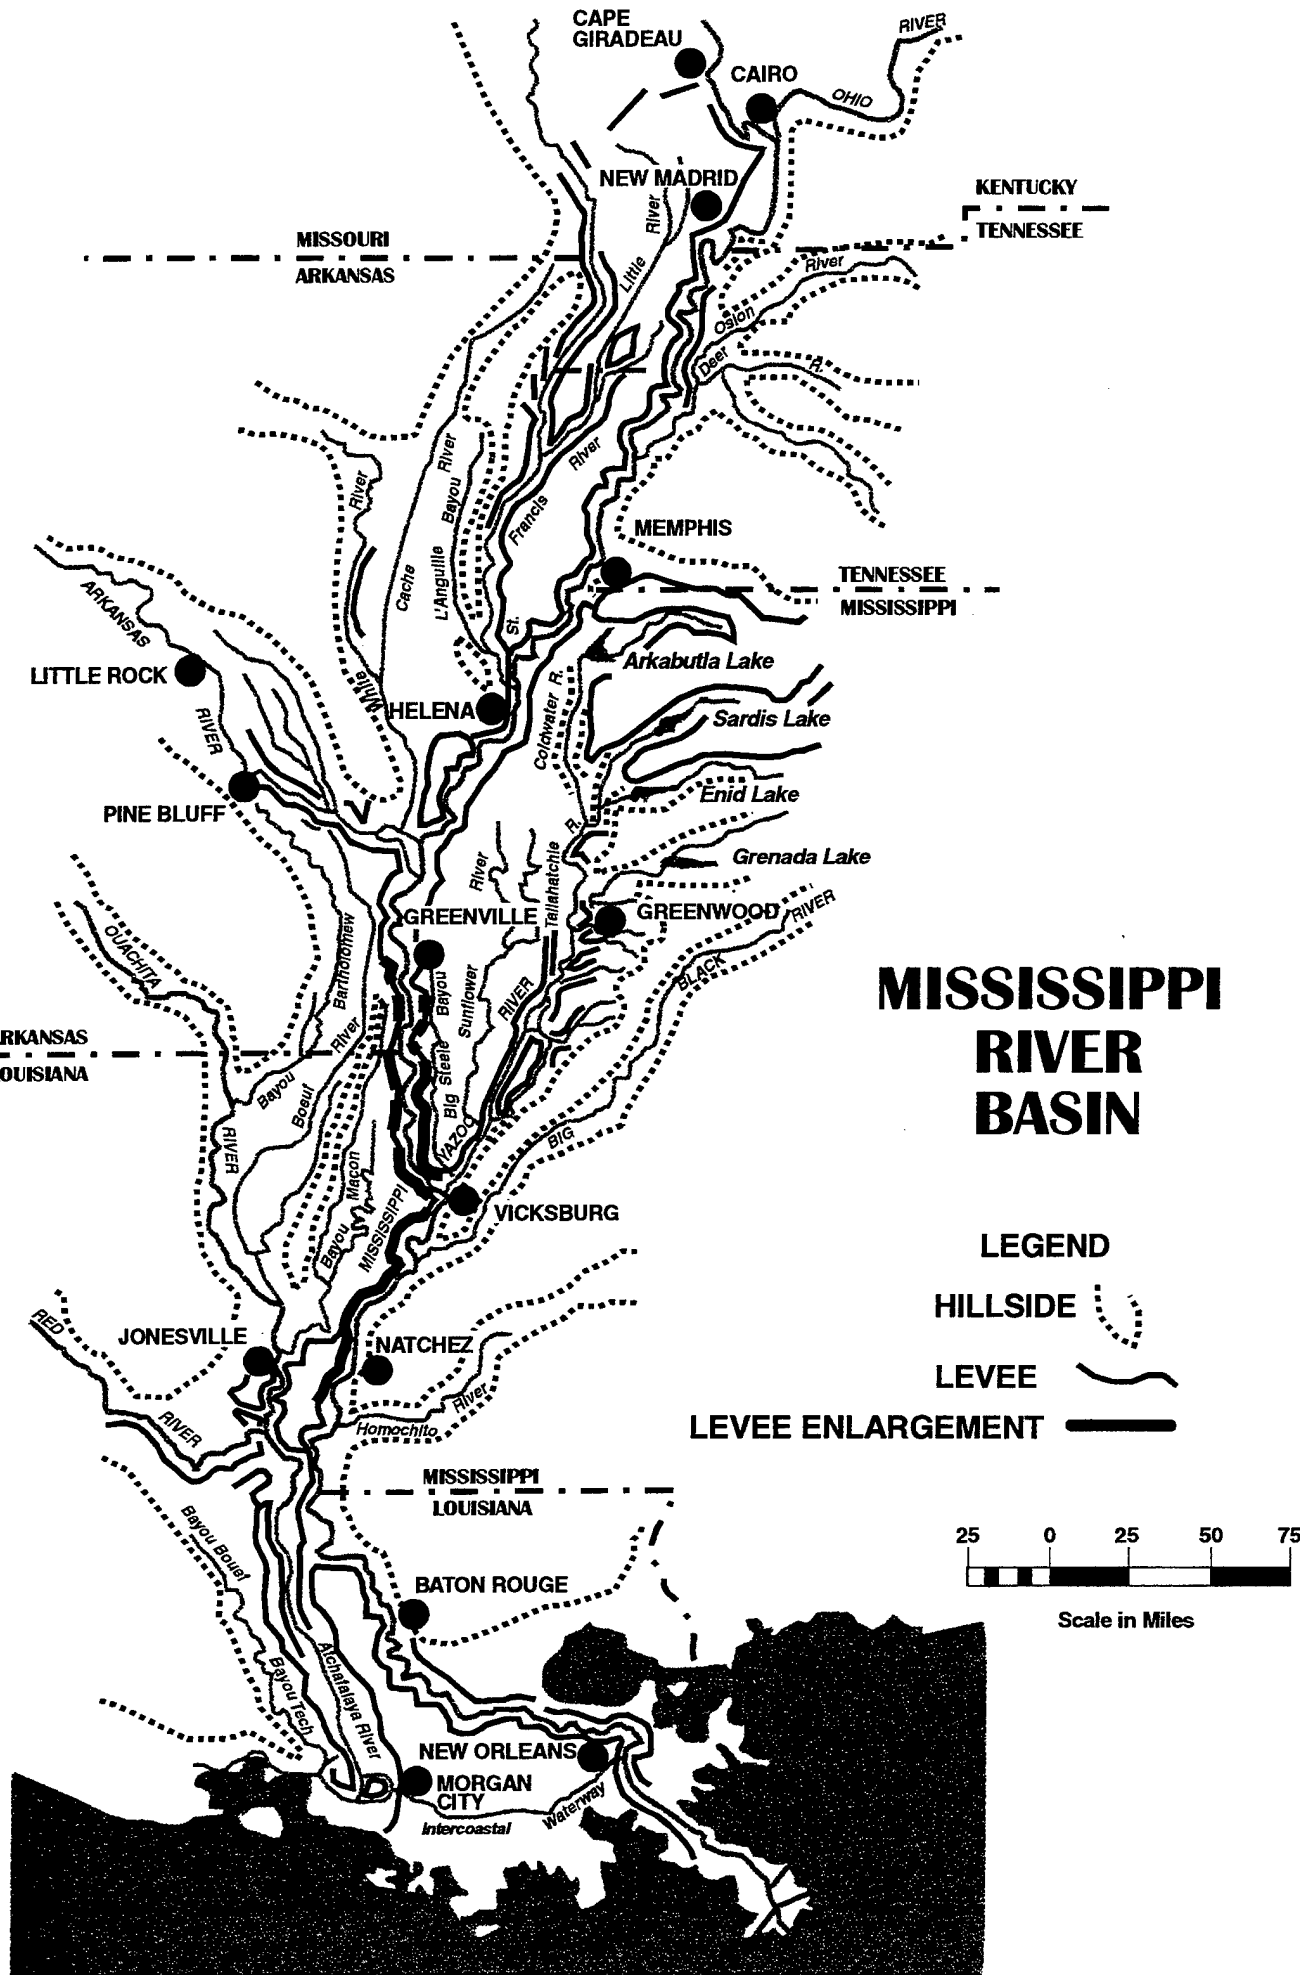 CAPE
GIRADEAU
RIVER
CAIRO
OHIO
NEW MADRID
River
Little
KENTUCKY
TENNESSEE
MISSOURI
ARKANSAS
River
Osion
Deer
R.
River
River
Bayou
L'Anguille
Cache
White
River
Francis
St.
MEMPHIS
TENNESSEE
MISSISSIPPI
ARKANSAS
LITTLE ROCK
RIVER
HELENA
Arkabutla Lake
Coldwater R.
Sardis Lake
PINE BLUFF
Enid Lake
R.
Tallahatchie
River
Grenada Lake
GREENVILLE
GREENWOOD
RIVER
BLACK
BIG
OUACHITA
Bartholomew
River
Bayou
Sunflower
RIVER
Steele
Big
YAZOO
MISSISSIPPI
RIVER
BASIN
RKANSAS
OUISIANA
Bayou
Boeuf
RIVER
Macon
Bayou
MISSISSIPPI
VICKSBURG
LEGEND
HILLSIDE
LEVEE
LEVEE ENLARGEMENT
RED
JONESVILLE
NATCHEZ
RIVER
River
Homochito
MISSISSIPPI
LOUISIANA
Bayou Bouef
25 0 25 50 75
Scale in Miles
BATON ROUGE
Bayou Tech
Atchafalaya River
NEW ORLEANS
MORGAN
CITY
Intercoastal
Waterway